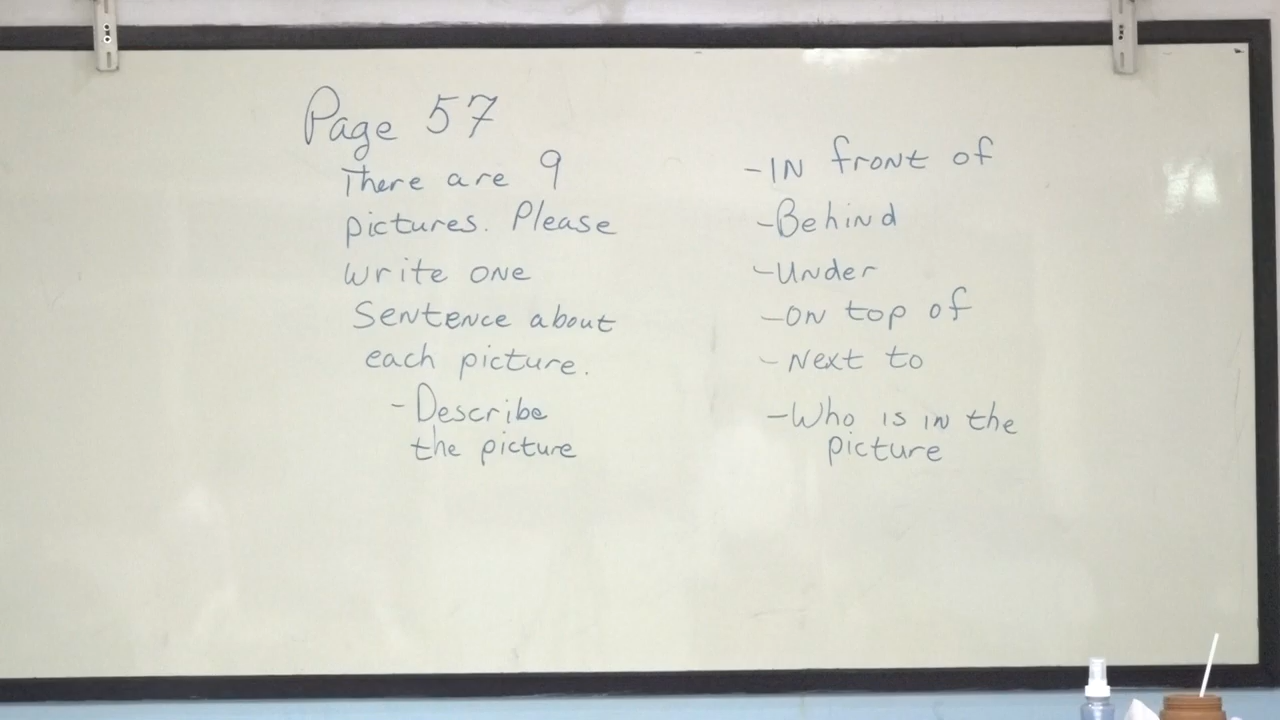 Page 57
There are 9
pictures. Please
write one
sentence about
each picture.
- Describe
the picture
- In front of
- Behind
- Under
- On top of
- Next to
- Who is in the
picture